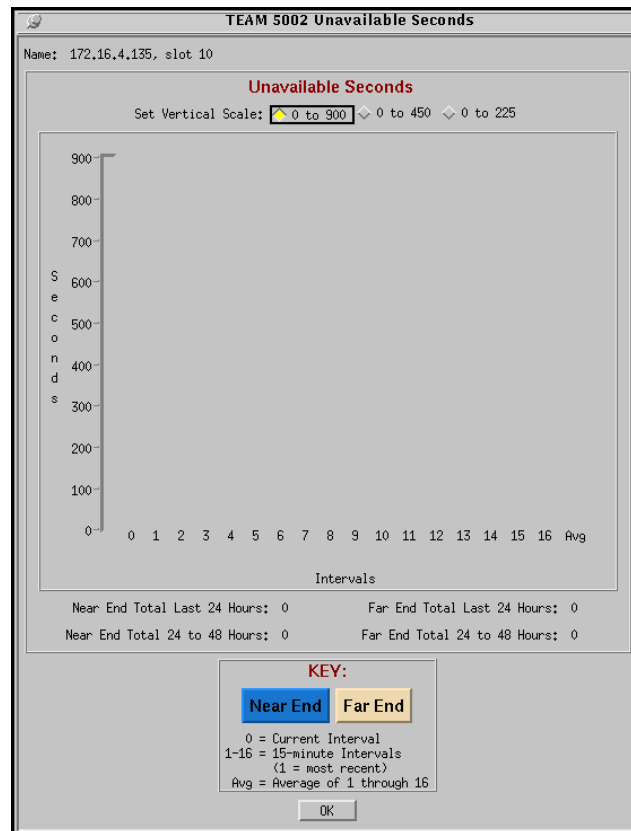 TEAM 5002 Unavailable Seconds
Name: 172.16.4.135, slot 10
Unavailable Seconds
Set Vertical Scale: 0 to 900 0 to 450 0 to 225
900
800
700
600
500
400
300
200
100
0
Seconds
0 1 2 3 4 5 6 7 8 9 10 11 12 13 14 15 16 Avg
Intervals
Near End Total Last 24 Hours: 0 Far End Total Last 24 Hours: 0
Near End Total 24 to 48 Hours: 0 Far End Total 24 to 48 Hours: 0
KEY:
Near End Far End
0 = Current Interval
1-16 = 15-minute Intervals
(1 = most recent)
Avg = Average of 1 through 16
OK